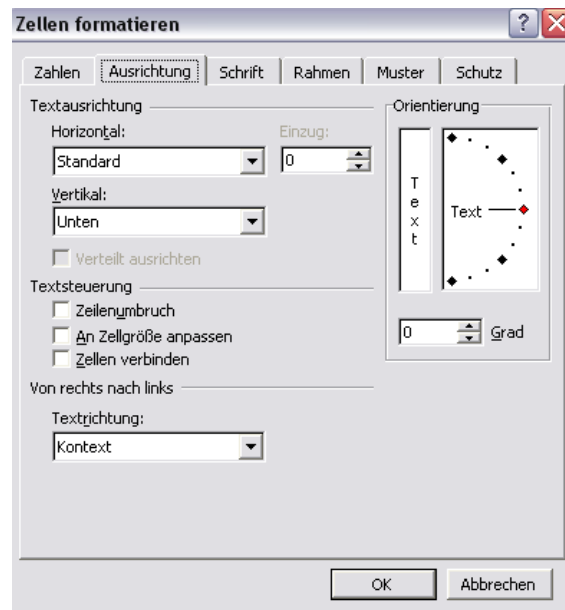 Zellen formatieren
Zahlen Ausrichtung Schrift Rahmen Muster Schutz
Textausrichtung
Horizontal:
Einzug:
Standard
0
Vertikal:
Unten
Verteilt ausrichten
Textsteuerung
Zeilenumbruch
An Zellgröße anpassen
Zellen verbinden
Von rechts nach links
Textrichtung:
Kontext
Orientierung
Text
Text
0 Grad
OK Abbrechen